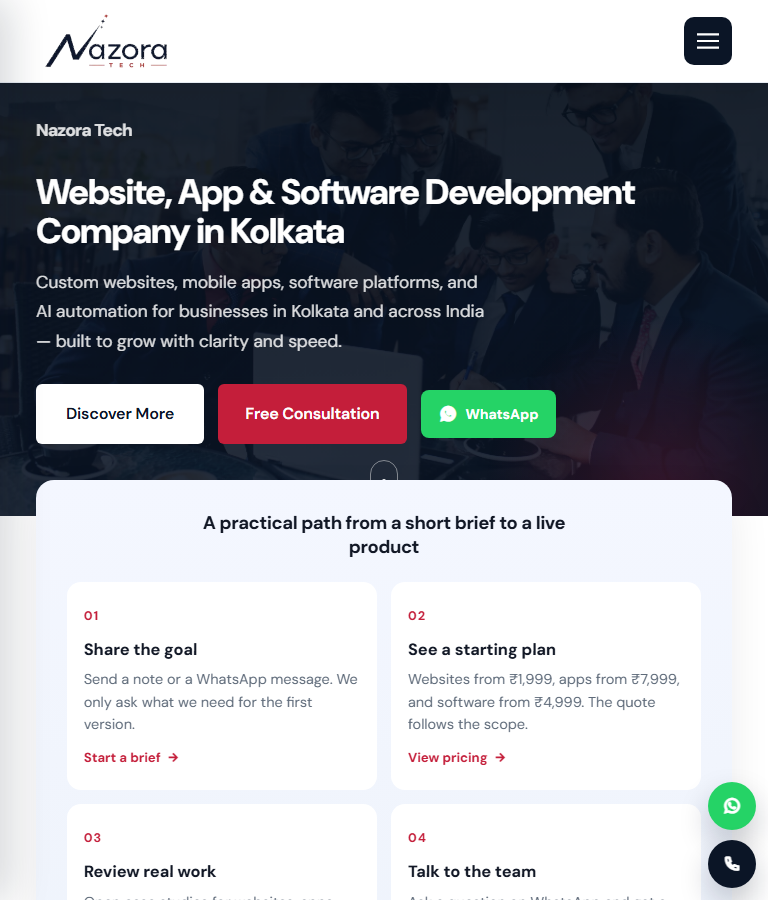 Nazora
TECH
Nazora Tech
Website, App & Software Development
Company in Kolkata
Custom websites, mobile apps, software platforms, and
AI automation for businesses in Kolkata and across India
— built to grow with clarity and speed.
Discover More
Free Consultation
WhatsApp
A practical path from a short brief to a live
product
01
Share the goal
Send a note or a WhatsApp message. We
only ask what we need for the first
version.
Start a brief →
02
See a starting plan
Websites from ₹1,999, apps from ₹7,999,
and software from ₹4,999. The quote
follows the scope.
View pricing →
03
Review real work
04
Talk to the team